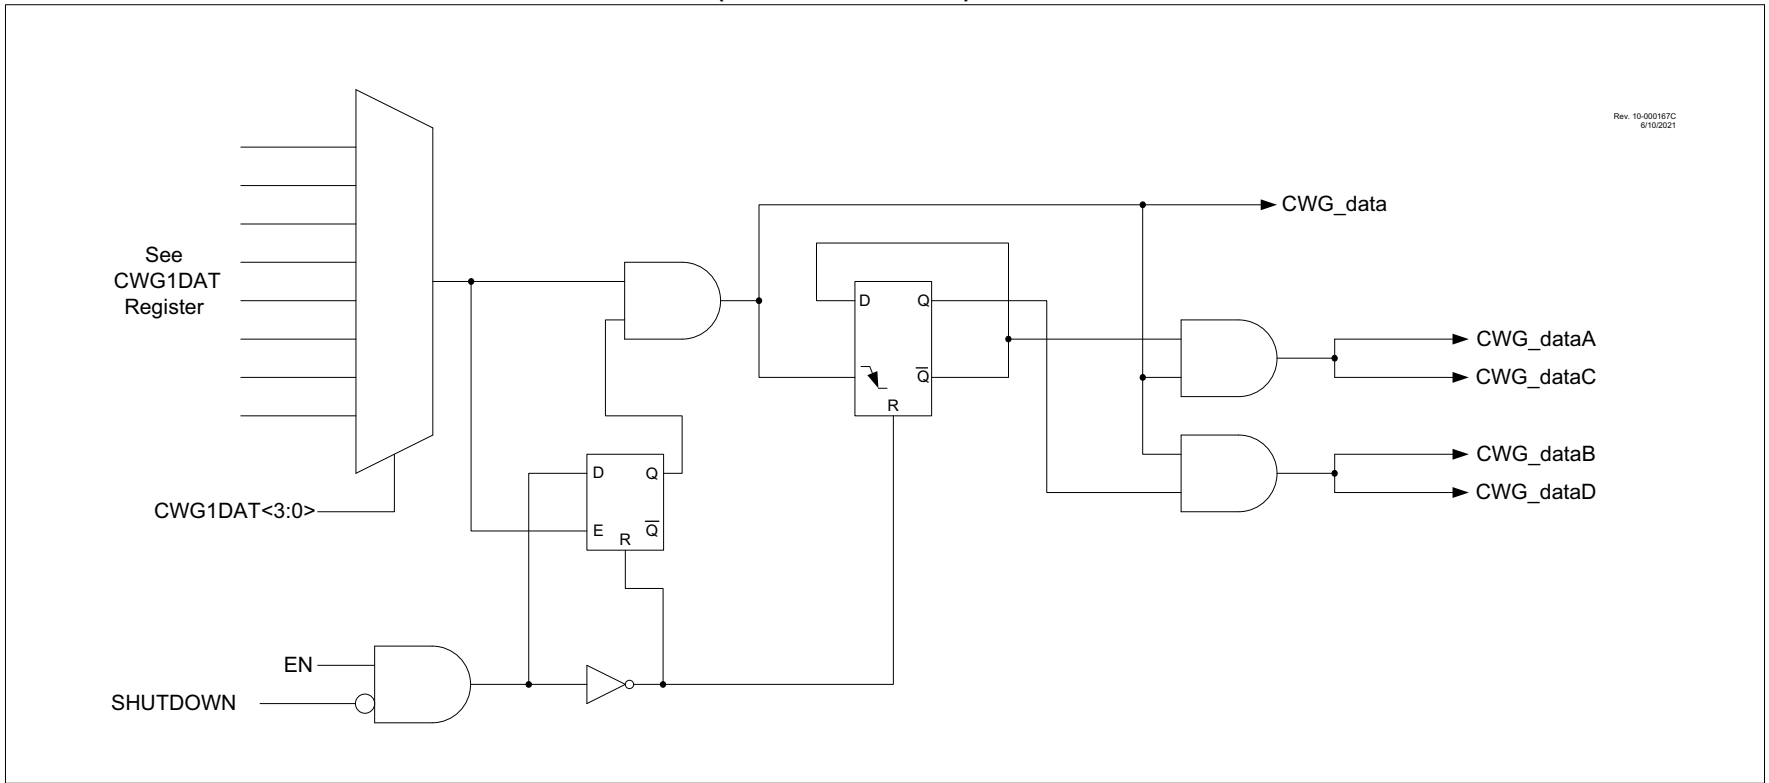 Rev. 10-000167C
6/10/2021
CWG_data
See
CWG1DAT
Register
D
Q
Q
R
CWG_dataA
CWG_dataC
CWG_dataB
CWG_dataD
D
Q
E
R
Q
CWG1DAT<3:0>
EN
SHUTDOWN